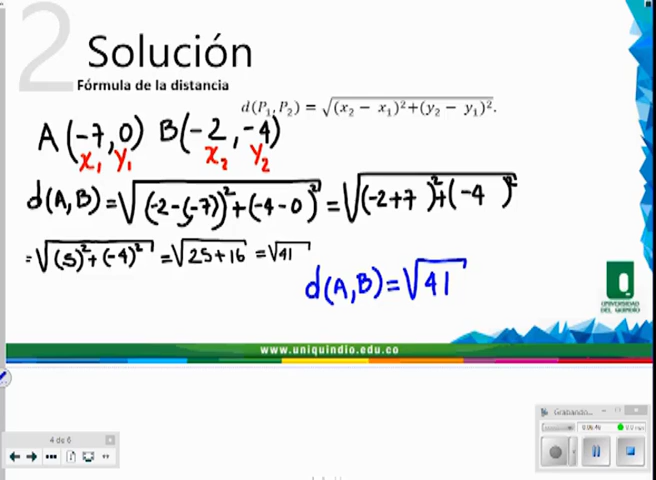 2 Solución
Fórmula de la distancia
d(P₁, P₂) = √(x₂ − x₁)²+(y₂ − y₁)².
A(-7,0) B(-2,-4)
x₁ y₁ x₂ y₂
d(A,B)=√(-2-(-7))²+(-4-0)² = √(-2+7)²+(-4)²
=√(5)²+(-4)² =√25+16 =√41
d(A,B)=√41
UNIVERSIDAD
DEL QUINDÍO
www.uniquindio.edu.co
Grabando...
4 de 6